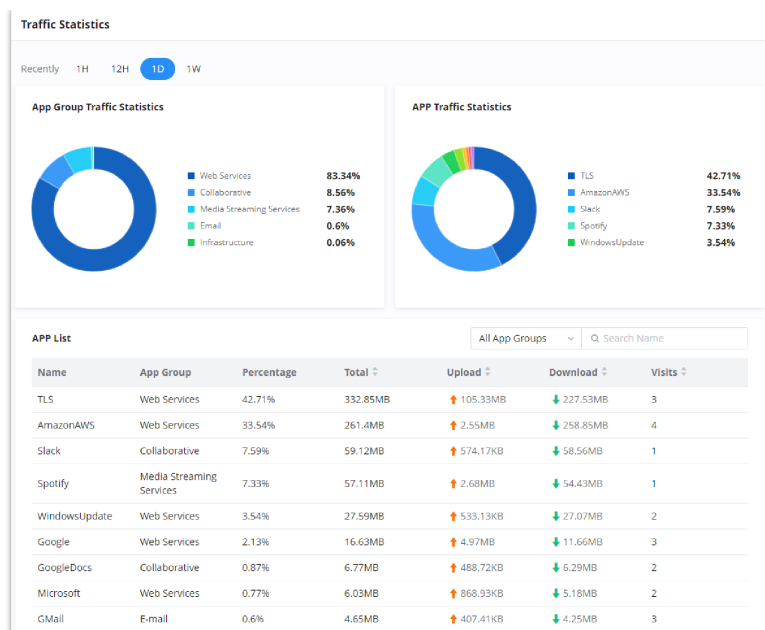 Traffic Statistics
Recently 1H 12H 1D 1W
App Group Traffic Statistics
Web Services 83.34%
Collaborative 8.56%
Media Streaming Services 7.36%
Email 0.6%
Infrastructure 0.06%
APP Traffic Statistics
TLS 42.71%
AmazonAWS 33.54%
Slack 7.59%
Spotify 7.33%
WindowsUpdate 3.54%
APP List
All App Groups Search Name
Name App Group Percentage Total Upload Download Visits
TLS Web Services 42.71% 332.85MB 105.33MB 227.53MB 3
AmazonAWS Web Services 33.54% 261.4MB 2.55MB 258.85MB 4
Slack Collaborative 7.59% 59.12MB 574.17KB 58.56MB 1
Spotify Media Streaming Services 7.33% 57.11MB 2.68MB 54.43MB 1
WindowsUpdate Web Services 3.54% 27.59MB 533.13KB 27.07MB 2
Google Web Services 2.13% 16.63MB 4.97MB 11.66MB 3
GoogleDocs Collaborative 0.87% 6.77MB 488.72KB 6.29MB 2
Microsoft Web Services 0.77% 6.03MB 868.93KB 5.18MB 2
GMail E-mail 0.6% 4.65MB 407.41KB 4.25MB 3